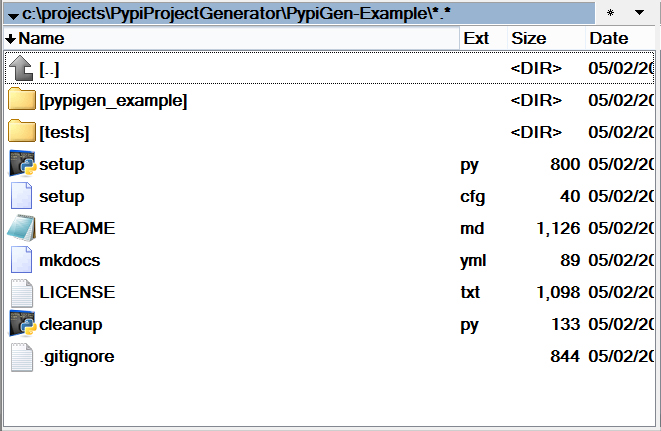 c:\projects\PypiProjectGenerator\PypiGen-Example\*.* * 
Name Ext Size Date
[..] <DIR> 05/02/20
[pypigen_example] <DIR> 05/02/20
[tests] <DIR> 05/02/20
setup py 800 05/02/20
setup cfg 40 05/02/20
README md 1,126 05/02/20
mkdocs yml 89 05/02/20
LICENSE txt 1,098 05/02/20
cleanup py 133 05/02/20
.gitignore 844 05/02/20